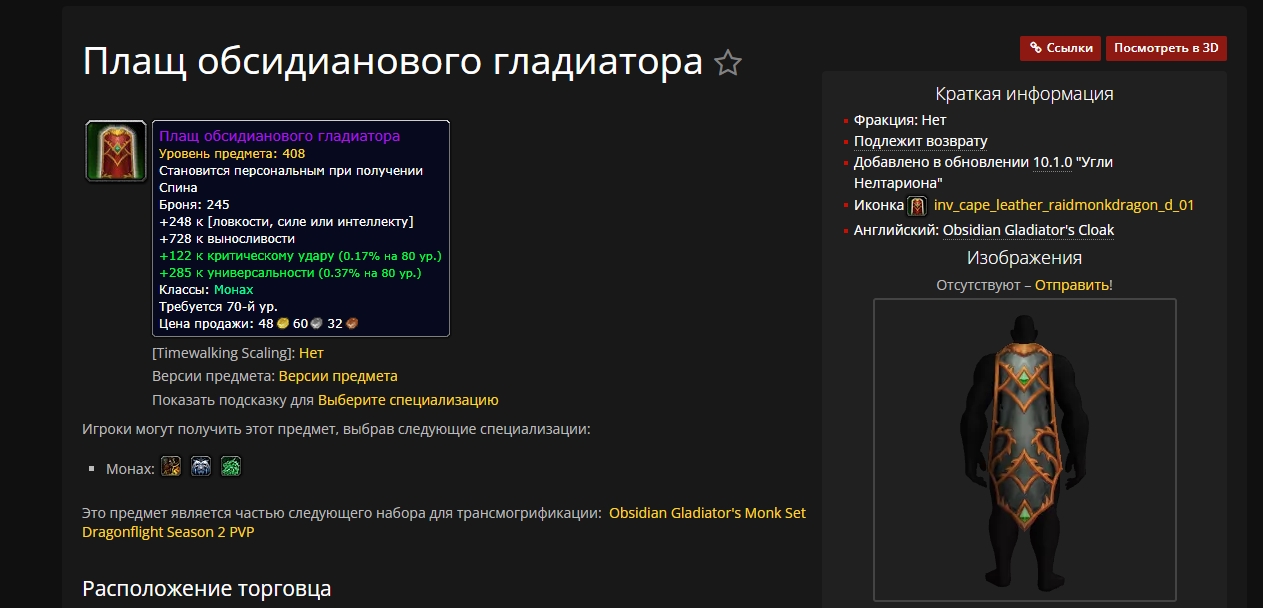 Плащ обсидианового гладиатора
Ссылки
Посмотреть в 3D
Плащ обсидианового гладиатора
Уровень предмета: 408
Становится персональным при получении
Спина
Броня: 245
+248 к [ловкости, силе или интеллекту]
+728 к выносливости
+122 к критическому удару (0.17% на 80 ур.)
+285 к универсальности (0.37% на 80 ур.)
Классы: Монах
Требуется 70-й ур.
Цена продажи: 48 60 32
[Timewalking Scaling]: Нет
Версии предмета: Версии предмета
Показать подсказку для Выберите специализацию
Игроки могут получить этот предмет, выбрав следующие специализации:
Монах:
Это предмет является частью следующего набора для трансмогрификации: Obsidian Gladiator's Monk Set
Dragonflight Season 2 PVP
Расположение торговца
Краткая информация
Фракция: Нет
Подлежит возврату
Добавлено в обновлении 10.1.0 "Угли
Нелтариона"
Иконка inv_cape_leather_raidmonkdragon_d_01
Английский: Obsidian Gladiator's Cloak
Изображения
Отсутствуют – Отправить!